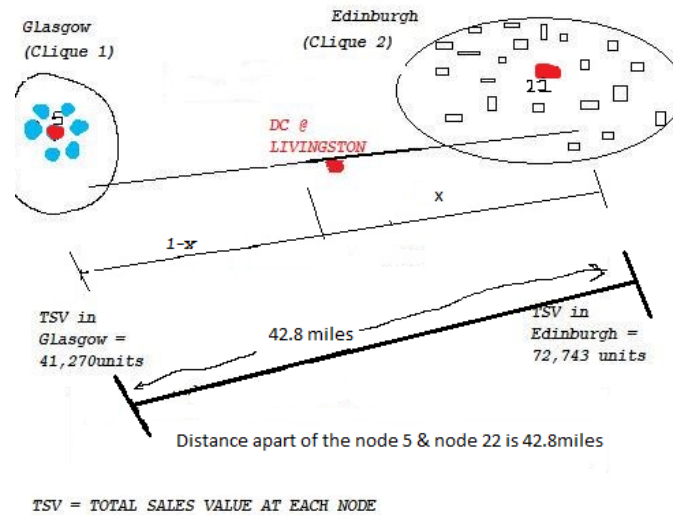 Glasgow
(Clique 1)
Edinburgh
(Clique 2)
5
22
DC @
LIVINGSTON
x
1-x
TSV in
Glasgow =
41,270units
42.8 miles
TSV in
Edinburgh =
72,743 units
Distance apart of the node 5 & node 22 is 42.8miles
TSV = TOTAL SALES VALUE AT EACH NODE